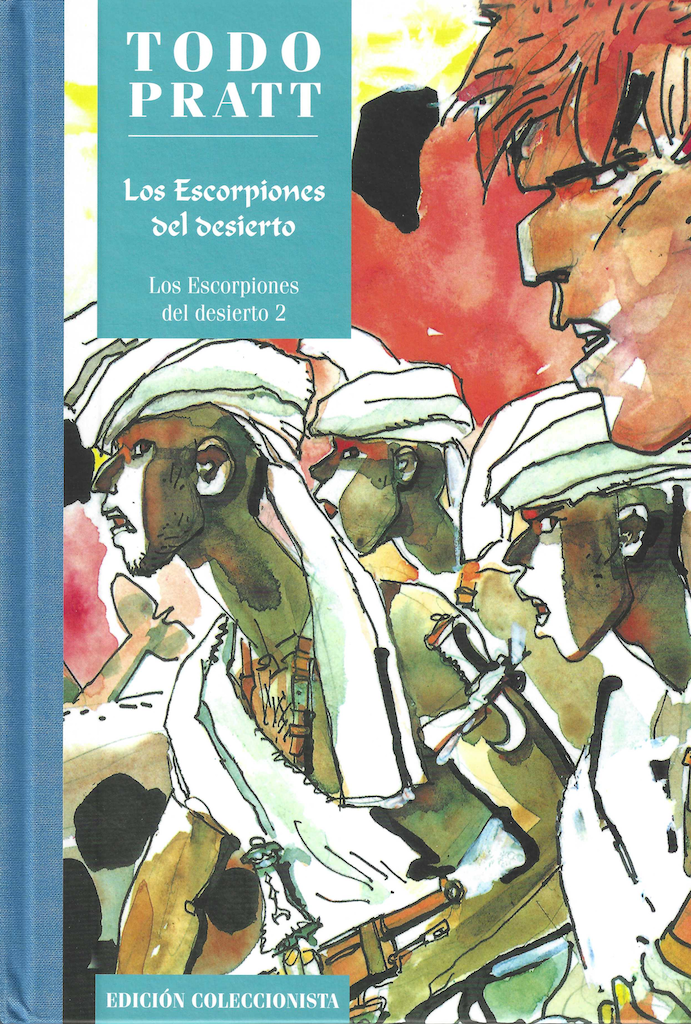 TODO
PRATT
Los Escorpiones
del desierto
Los Escorpiones
del desierto 2
EDICIÓN COLECCIONISTA